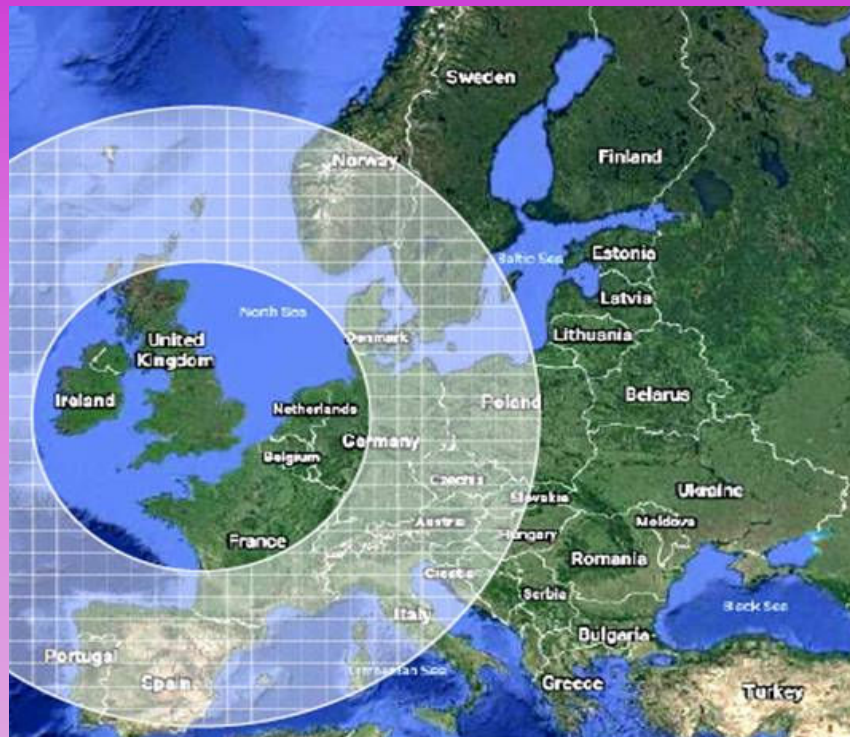 Sweden
Norway
Finland
Baltic Sea
Estonia
North Sea
Latvia
United
Kingdom
Denmark
Lithuania
Ireland
Netherlands
Poland
Belarus
Germany
Belgium
Czechia
Slovakia
Ukraine
Austria
Moldova
France
Hungary
Romania
Croatia
Serbia
Italy
Black Sea
Bulgaria
Portugal
Spain
Greece
Turkey